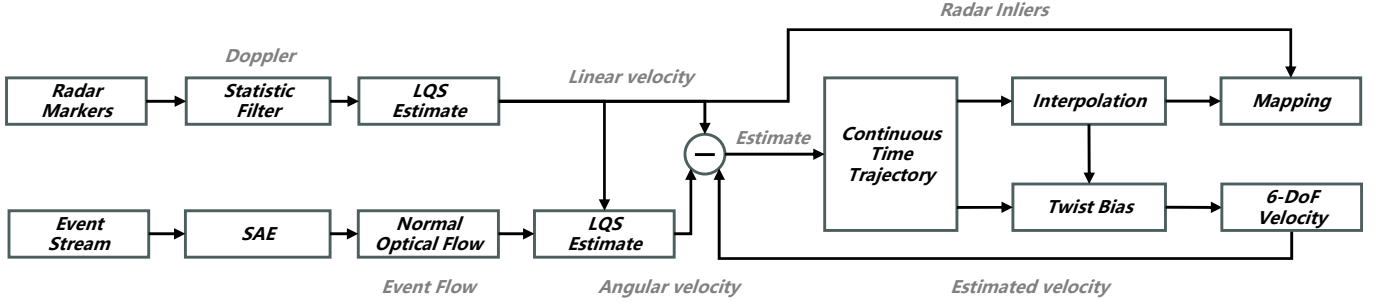 Radar Inliers
Doppler
Linear velocity
Radar
Markers
Statistic
Filter
LQS
Estimate
Interpolation
Mapping
Estimate
Continuous
Time
Trajectory
Event
Stream
SAE
Normal
Optical Flow
LQS
Estimate
Twist Bias
6-DoF
Velocity
Event Flow
Angular velocity
Estimated velocity